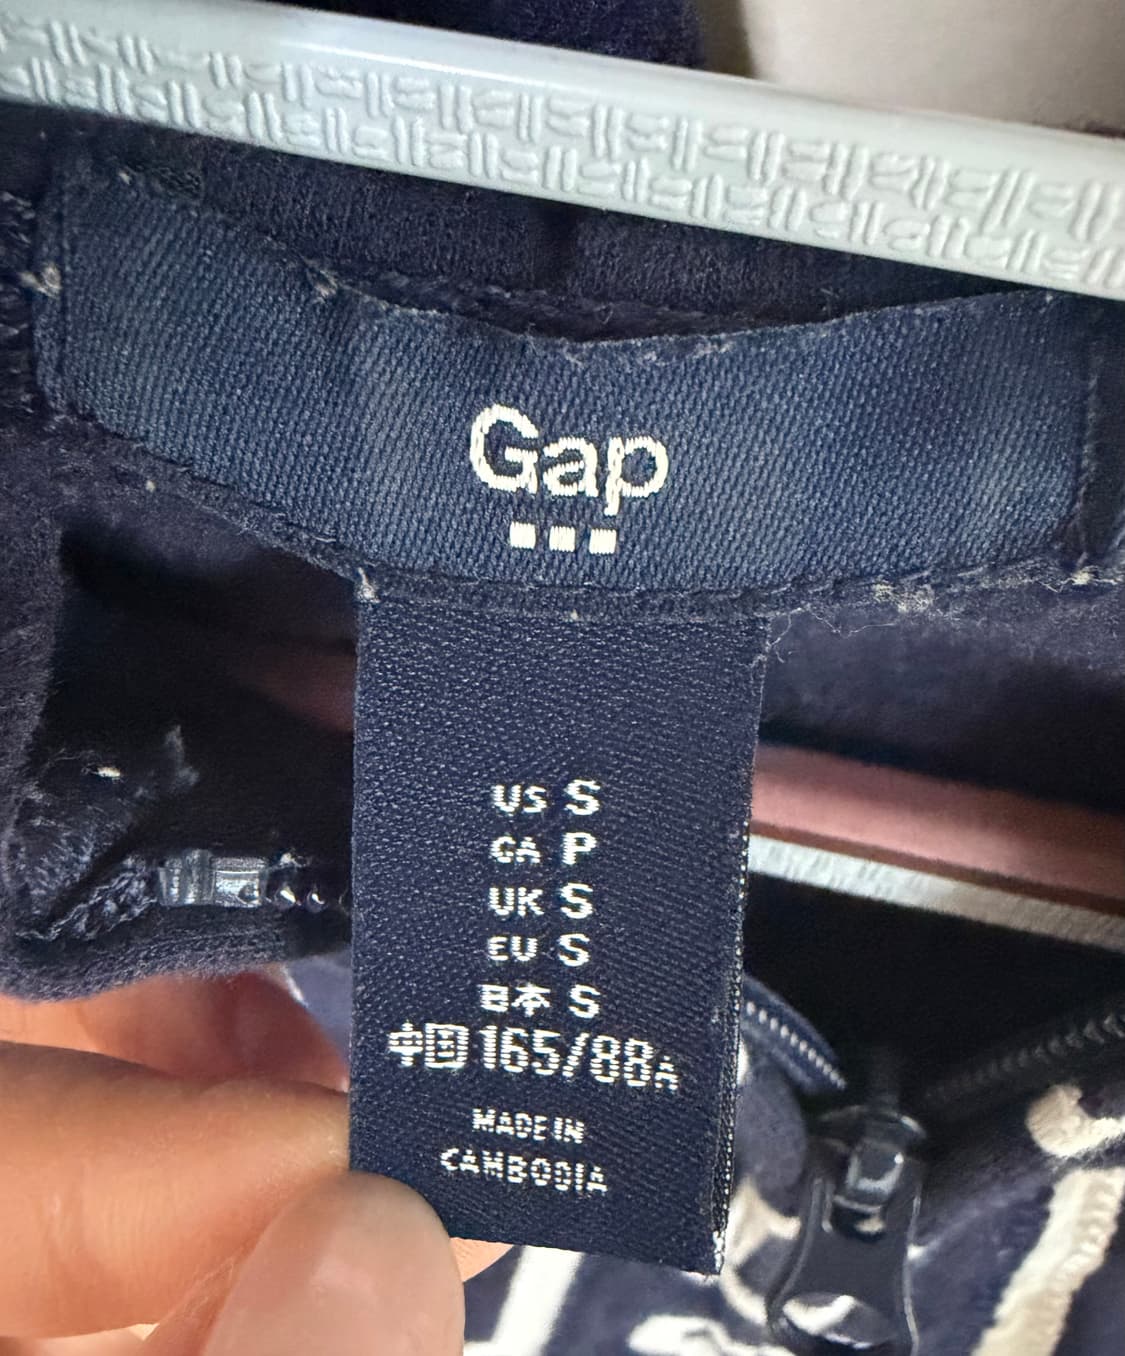 Gap
US S
CA P
UK S
EU S
日本 S
中国 165/88A
MADE IN
CAMBODIA